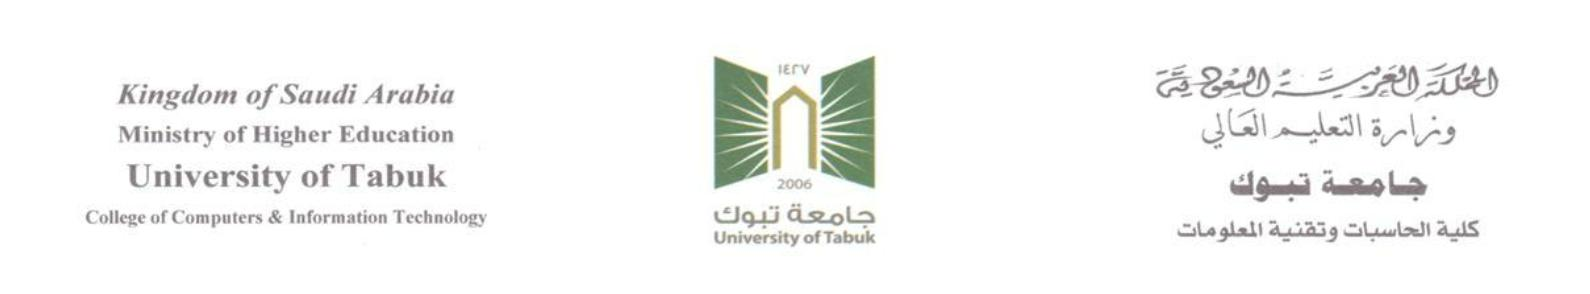 Kingdom of Saudi Arabia
Ministry of Higher Education
University of Tabuk
College of Computers & Information Technology
١٤٢٧
2006
جامعة تبوك
University of Tabuk
المملكة العربية السعودية
وزارة التعليم العالي
جامعة تبوك
كلية الحاسبات وتقنية المعلومات